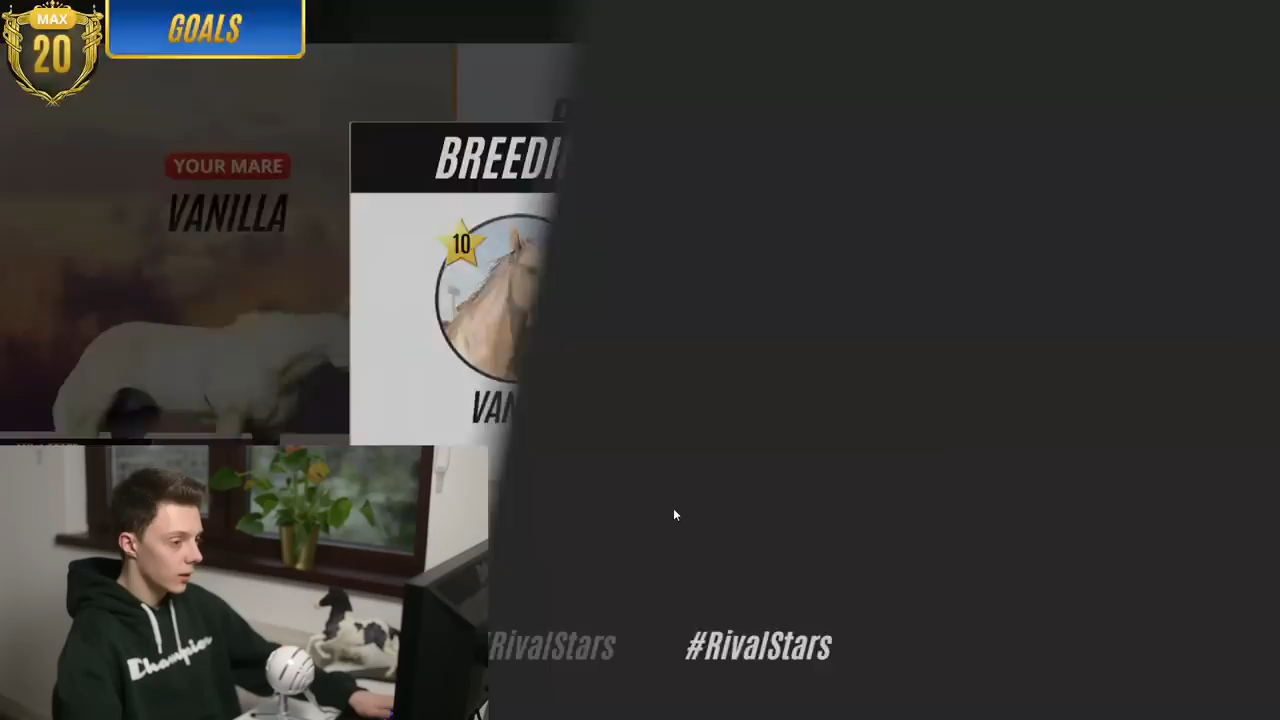 MAX
20
GOALS
YOUR MARE
VANILLA
BREEDI
10
VAN
#RivalStars
#RivalStars